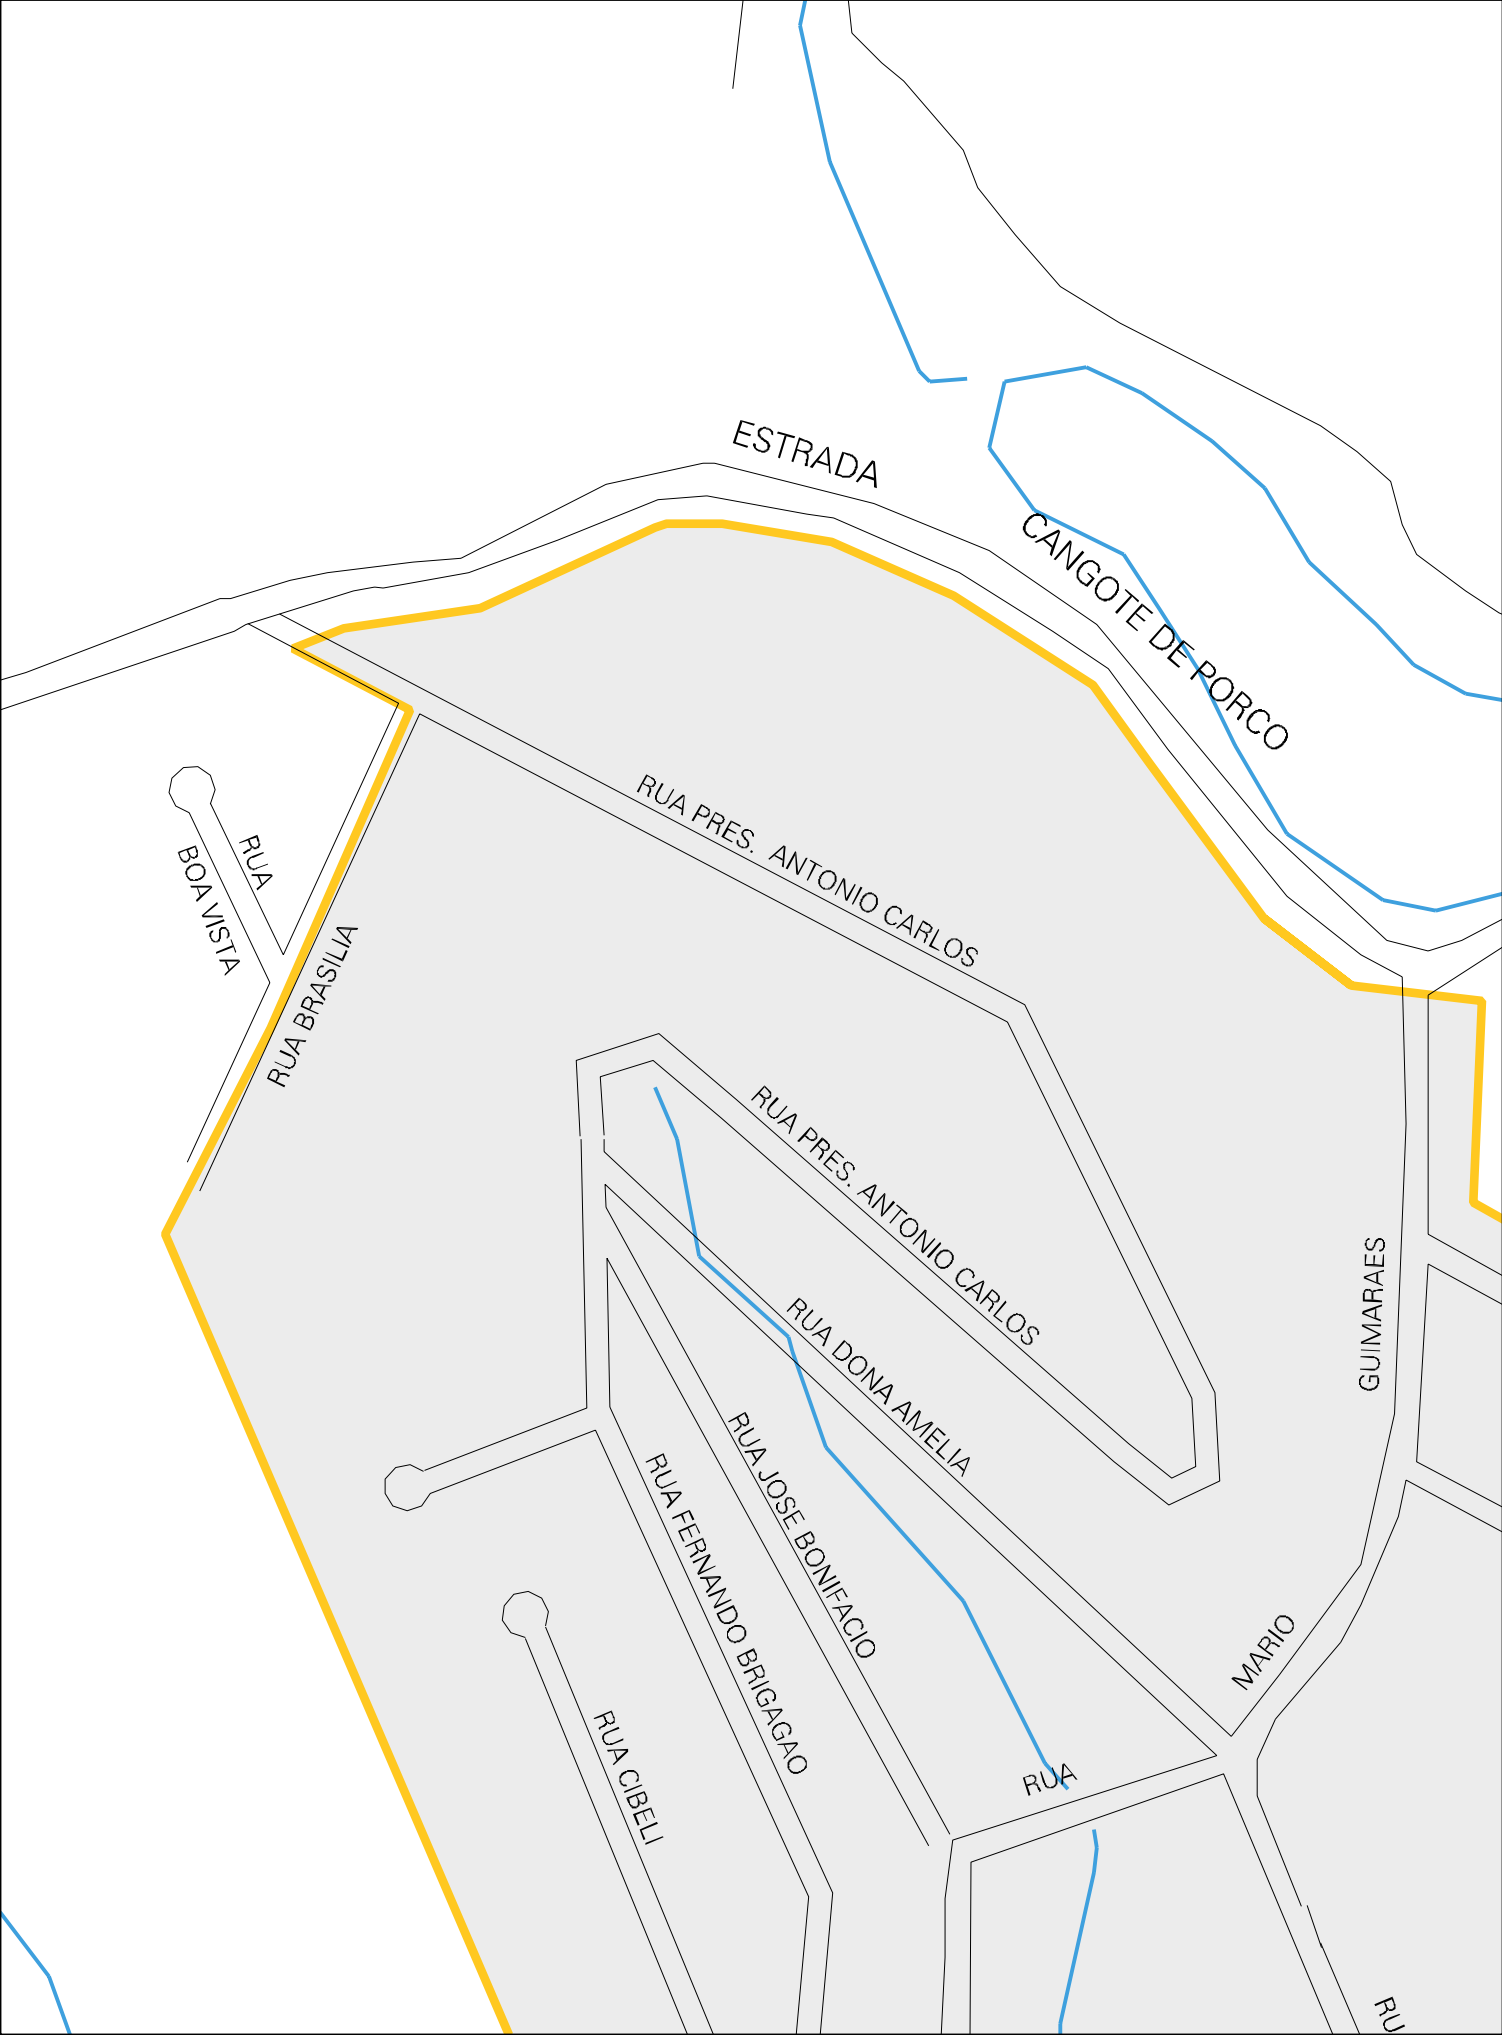 ESTRADA
CANGOTE DE PORCO
RUA PRES. ANTONIO CARLOS
RUA
BOA VISTA
RUA BRASILIA
RUA PRES. ANTONIO CARLOS
GUIMARAES
RUA DONA AMELIA
RUA JOSE BONIFACIO
RUA FERNANDO BRIGAGAO
MARIO
RUA CIBELI
RUA
RU